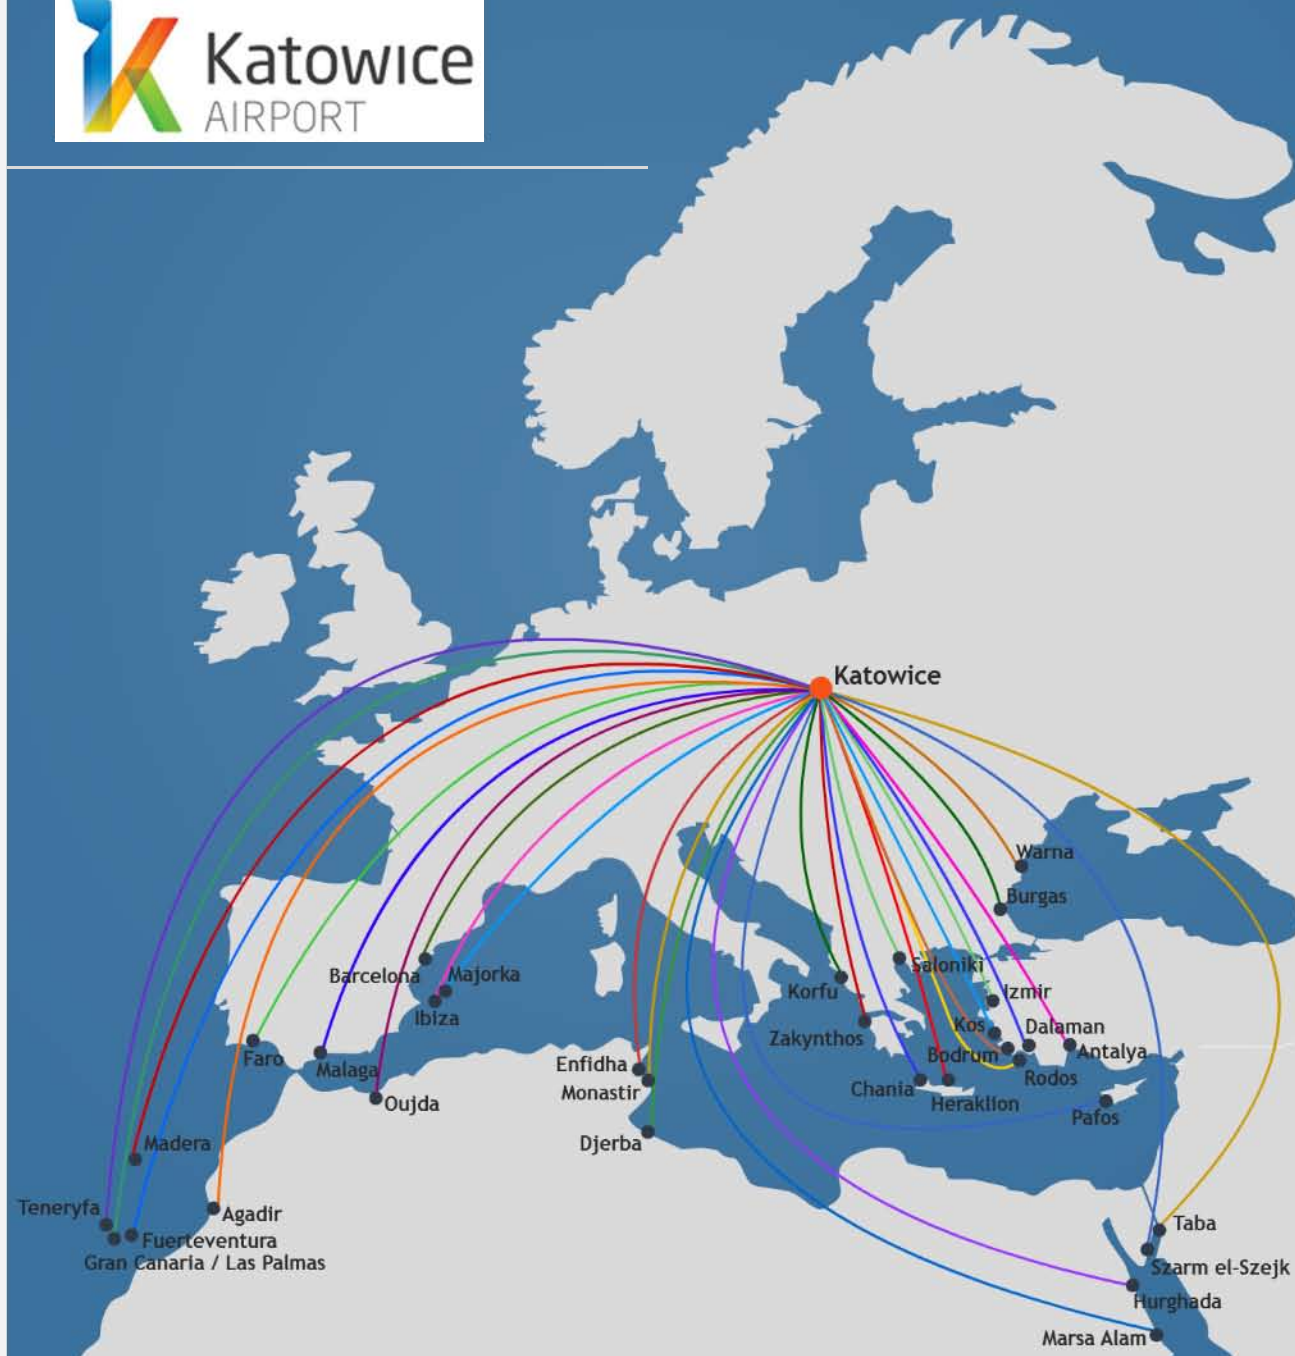 Katowice
AIRPORT
Katowice
Warna
Burgas
Saloniki
Barcelona
Majorka
Korfu
Izmir
Ibiza
Kos
Dalaman
Zakynthos
Faro
Malaga
Enfidha
Bodrum
Antalya
Rodos
Monastir
Chania
Heraklion
Oujda
Pafos
Madera
Djerba
Teneryfa
Agadir
Taba
Fuerteventura
Gran Canaria / Las Palmas
Szarm el-Szejk
Hurghada
Marsa Alam